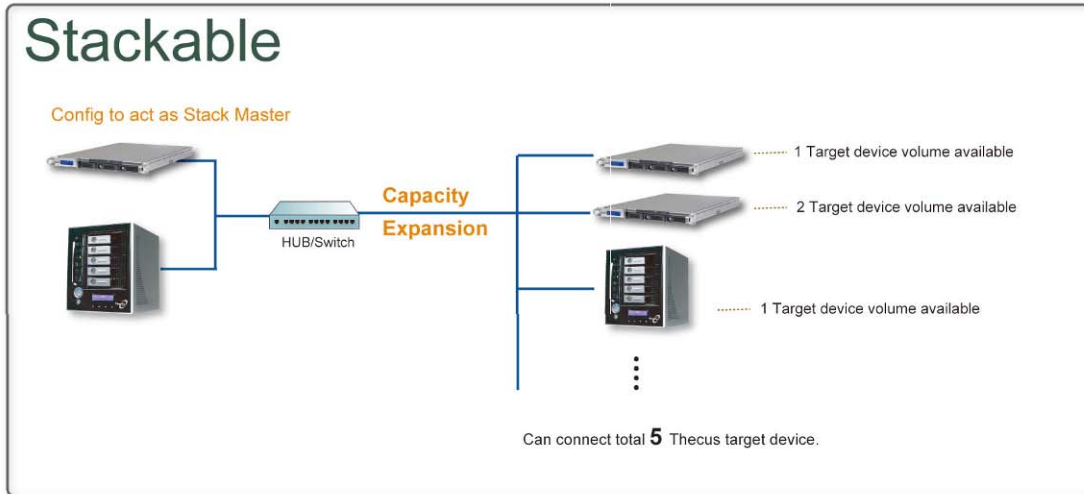 Stackable
Config to act as Stack Master
HUB/Switch
Capacity
Expansion
1 Target device volume available
2 Target device volume available
1 Target device volume available
Can connect total 5 Thecus target device.